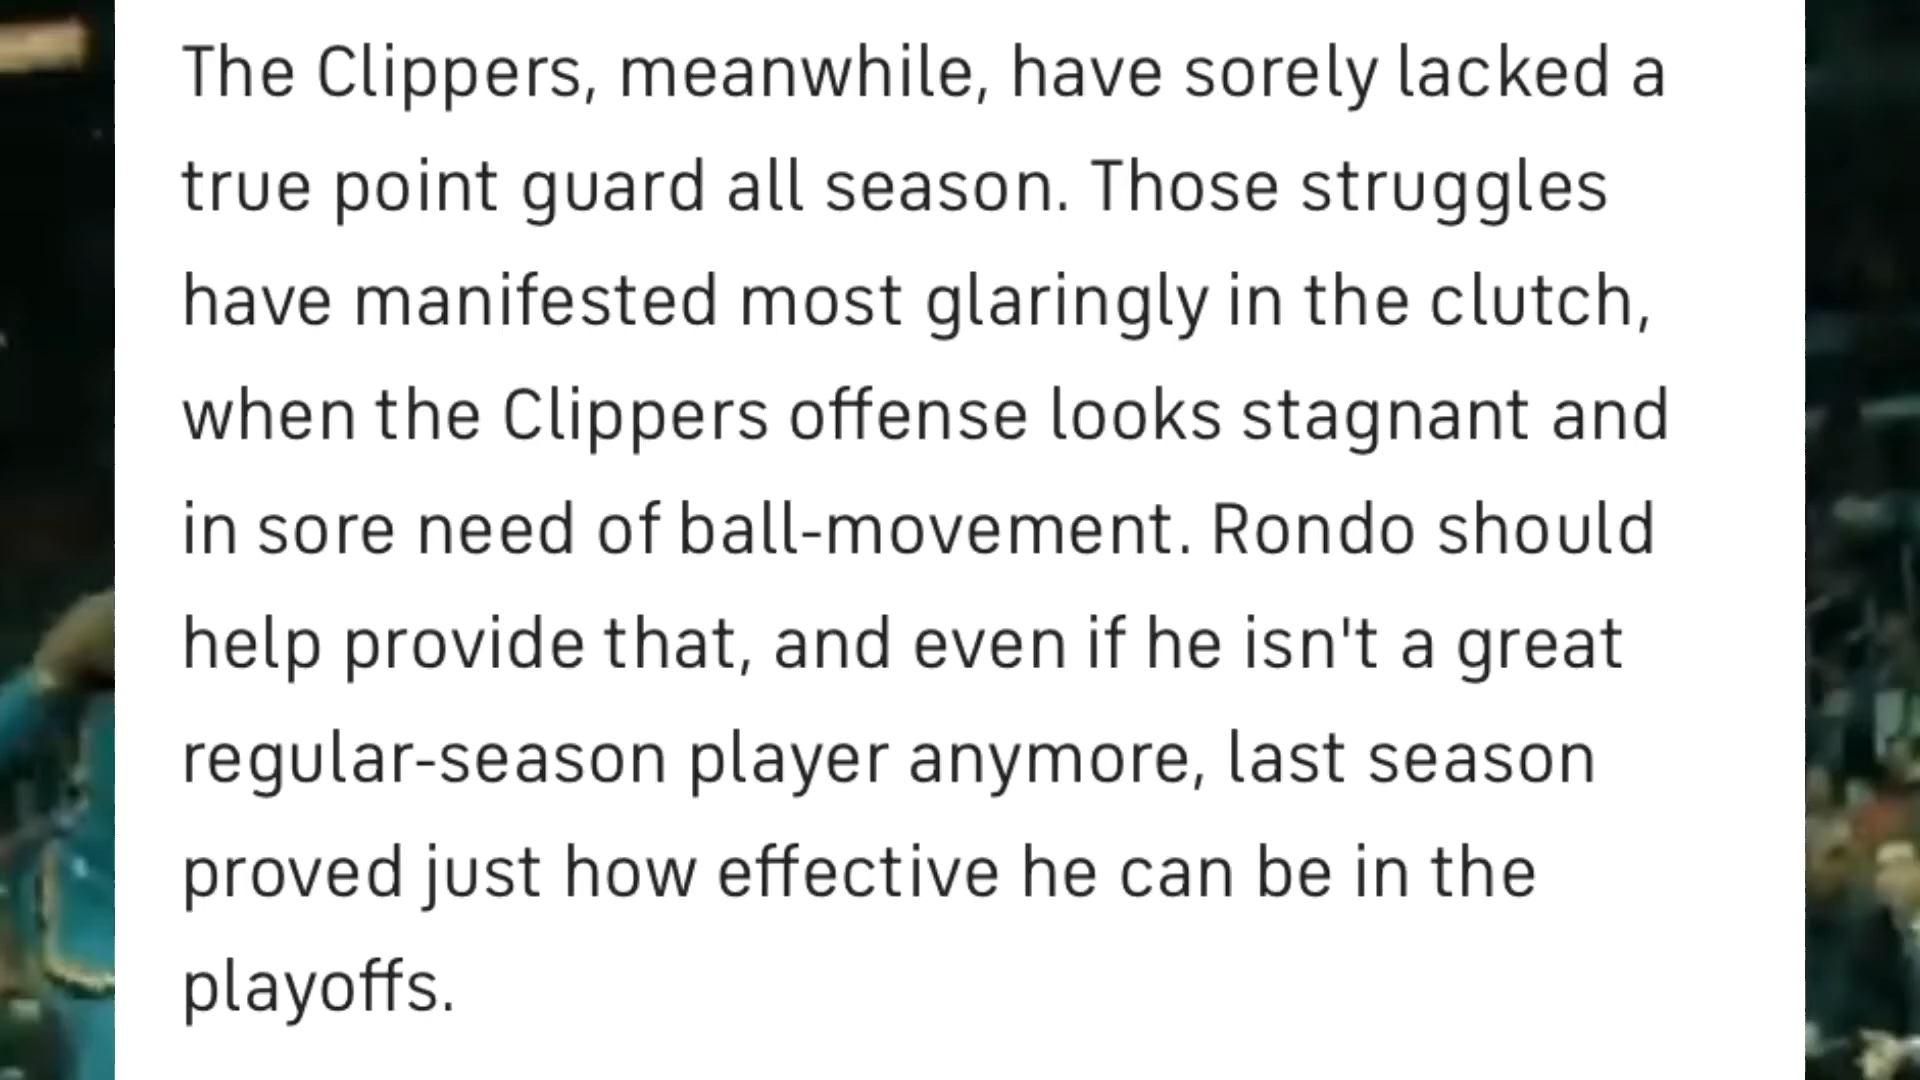 The Clippers, meanwhile, have sorely lacked a
true point guard all season. Those struggles
have manifested most glaringly in the clutch,
when the Clippers offense looks stagnant and
in sore need of ball-movement. Rondo should
help provide that, and even if he isn't a great
regular-season player anymore, last season
proved just how effective he can be in the
playoffs.